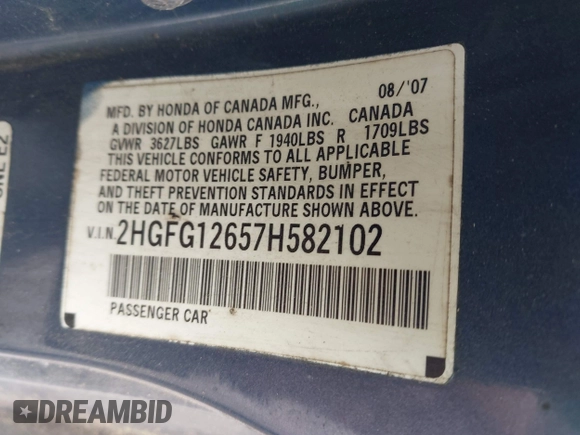 MFD. BY HONDA OF CANADA MFG., 08/'07
A DIVISION OF HONDA CANADA INC. CANADA
GVWR 3627LBS GAWR F 1940LBS R 1709LBS
THIS VEHICLE CONFORMS TO ALL APPLICABLE
FEDERAL MOTOR VEHICLE SAFETY, BUMPER,
AND THEFT PREVENTION STANDARDS IN EFFECT
ON THE DATE OF MANUFACTURE SHOWN ABOVE.
V.I.N. 2HGFG12657H582102
PASSENGER CAR
DREAMBID